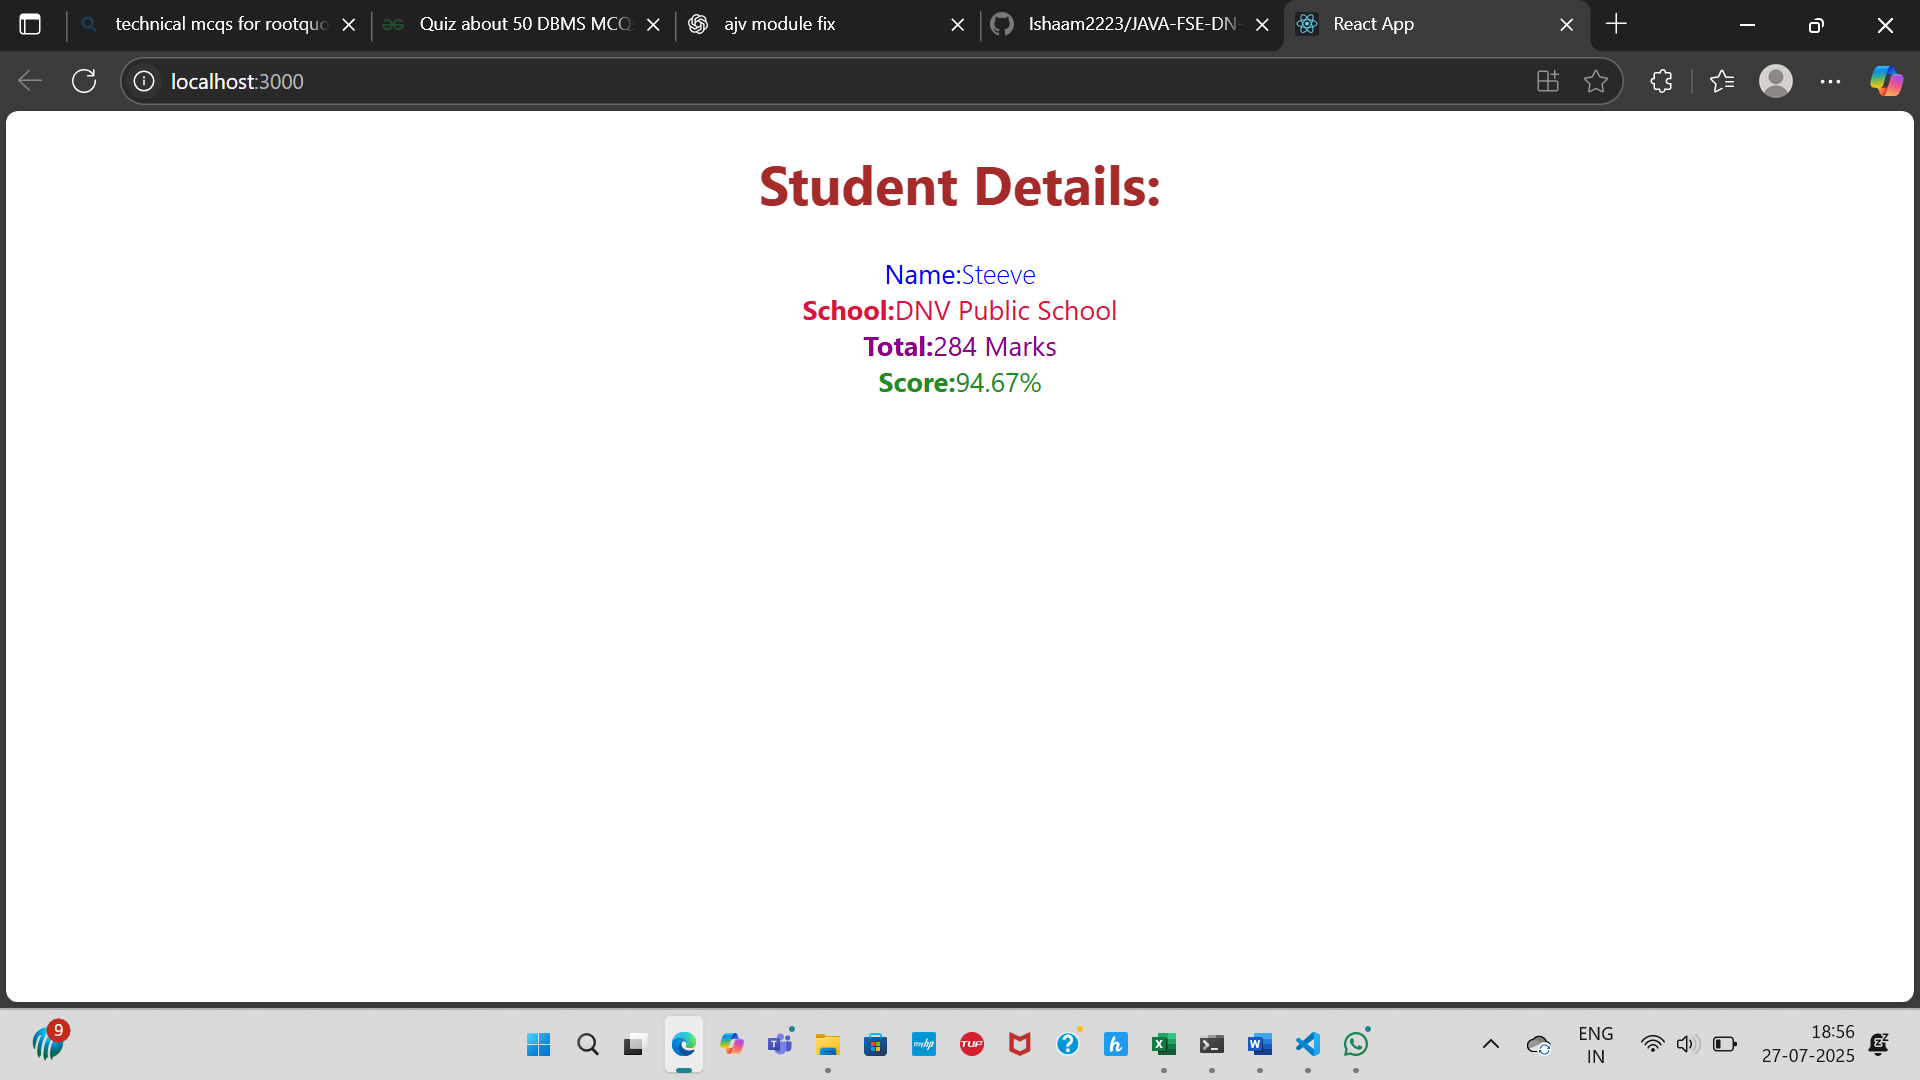 technical mcqs for rootquo
Quiz about 50 DBMS MCQ
ajv module fix
Ishaam2223/JAVA-FSE-DN-
React App
localhost:3000
Student Details:
Name:Steeve
School:DNV Public School
Total:284 Marks
Score:94.67%
9
myhp
TUF
ENG
IN
18:56
27-07-2025